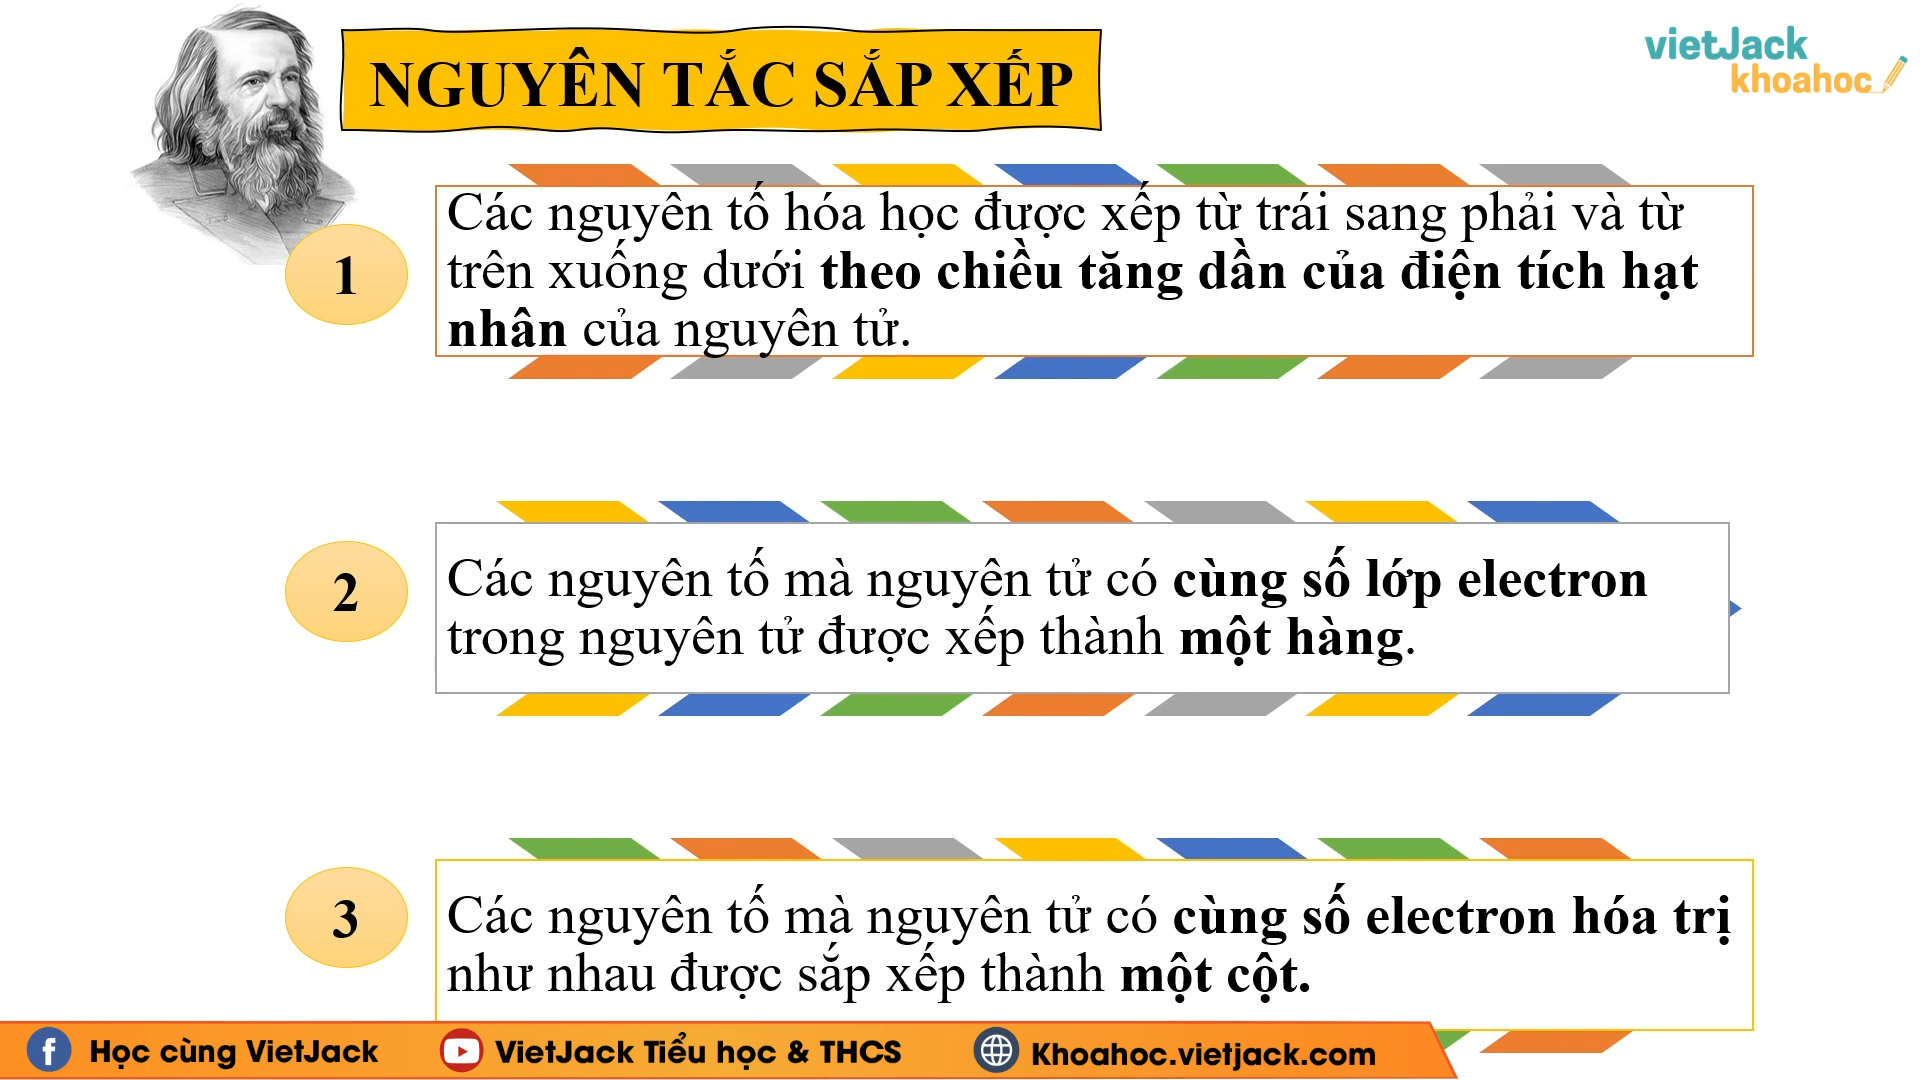 NGUYÊN TẮC SẮP XẾP
vietJack
khoahoc
1
Các nguyên tố hóa học được xếp từ trái sang phải và từ
trên xuống dưới theo chiều tăng dần của điện tích hạt
nhân của nguyên tử.
2
Các nguyên tố mà nguyên tử có cùng số lớp electron
trong nguyên tử được xếp thành một hàng.
3
Các nguyên tố mà nguyên tử có cùng số electron hóa trị
như nhau được sắp xếp thành một cột.
Học cùng VietJack
VietJack Tiểu học & THCS
Khoahoc.vietjack.com